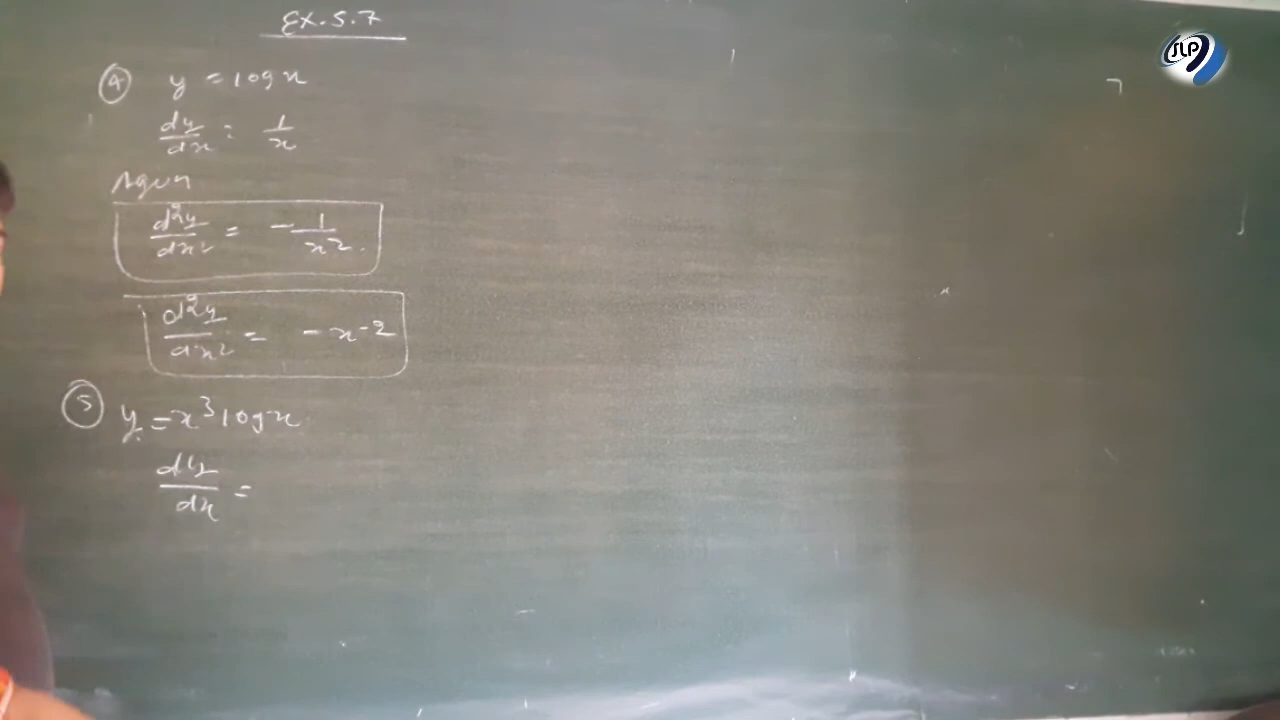 Ex. 5.7
④ y = log x
dy/dx = 1/x
Again
d²y/dx² = -1/x².
d²y/dx² = -x⁻²
⑤ y = x³ log x
dy/dx =
SLP